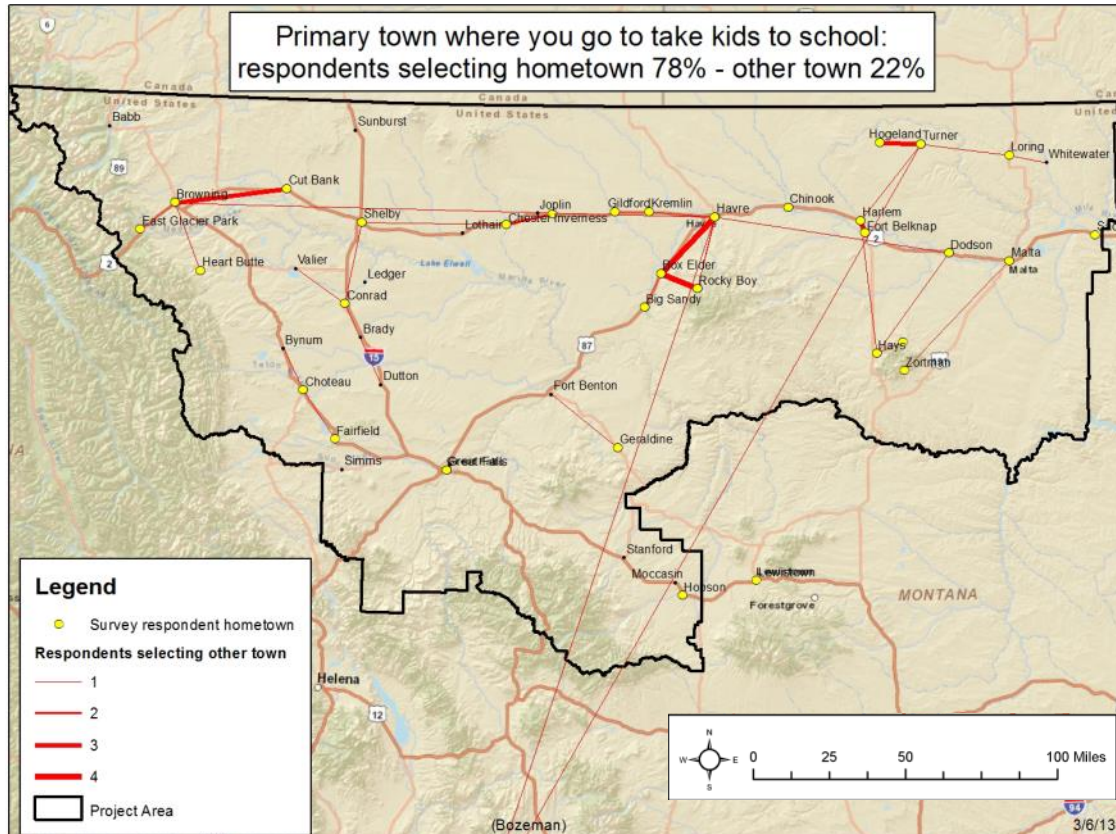 Primary town where you go to take kids to school:
respondents selecting hometown 78% - other town 22%
6
3
Canada
United States
Canada
United States
Babb
Sunburst
89
Hogeland
Turner
Loring
Whitewater
Browning
Cut Bank
East Glacier Park
Shelby
Joplin
Chester
Inverness
Gildford
Kremlin
Havre
Chinook
Harlem
Fort Belknap
2
Lothair
Dodson
Malta
Malta
2
Heart Butte
Valier
Ledger
Lake Elwell
Box Elder
Rocky Boy
Conrad
Big Sandy
Brady
Bynum
15
87
Hays
Zortman
191
Dutton
Choteau
Fort Benton
Fairfield
Geraldine
Simms
Great Falls
Stanford
Moccasin
Hobson
Lewistown
Forestgrove
MONTANA
Helena
12
Legend
Survey respondent hometown
Respondents selecting other town
1
2
3
4
Project Area
N
W
E
S
0
25
50
100 Miles
94
(Bozeman)
3/6/13